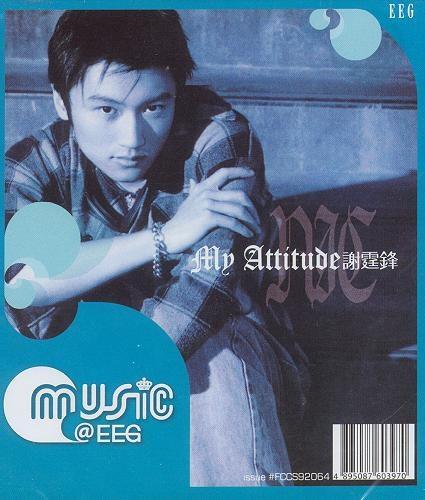 EEG
NIC
My Attitude謝霆鋒
music
@EEG
issue #FCCS92064
4 895087 603970